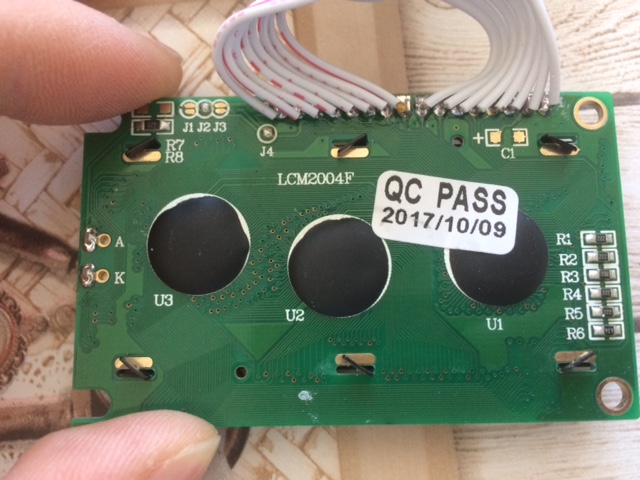 J1 J2 J3
R7
R8
J4
+
C1
LCM2004F
QC PASS
2017/10/09
A
K
U3
U2
U1
R1
R2
R3
R4
R5
R6